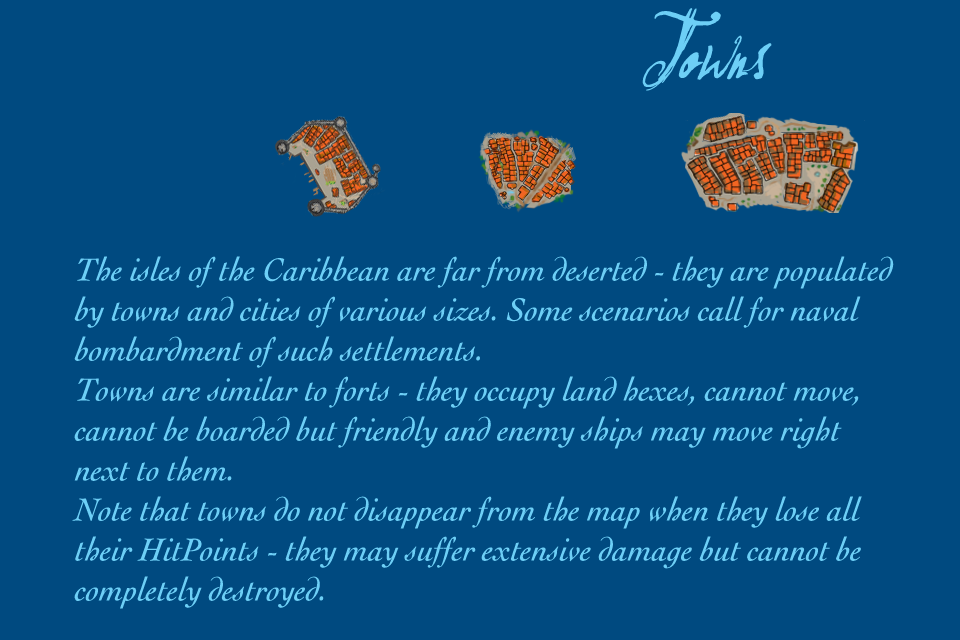 Towns
The isles of the Caribbean are far from deserted - they are populated
by towns and cities of various sizes. Some scenarios call for naval
bombardment of such settlements.
Towns are similar to forts - they occupy land hexes, cannot move,
cannot be boarded but friendly and enemy ships may move right
next to them.
Note that towns do not disappear from the map when they lose all
their HitPoints - they may suffer extensive damage but cannot be
completely destroyed.